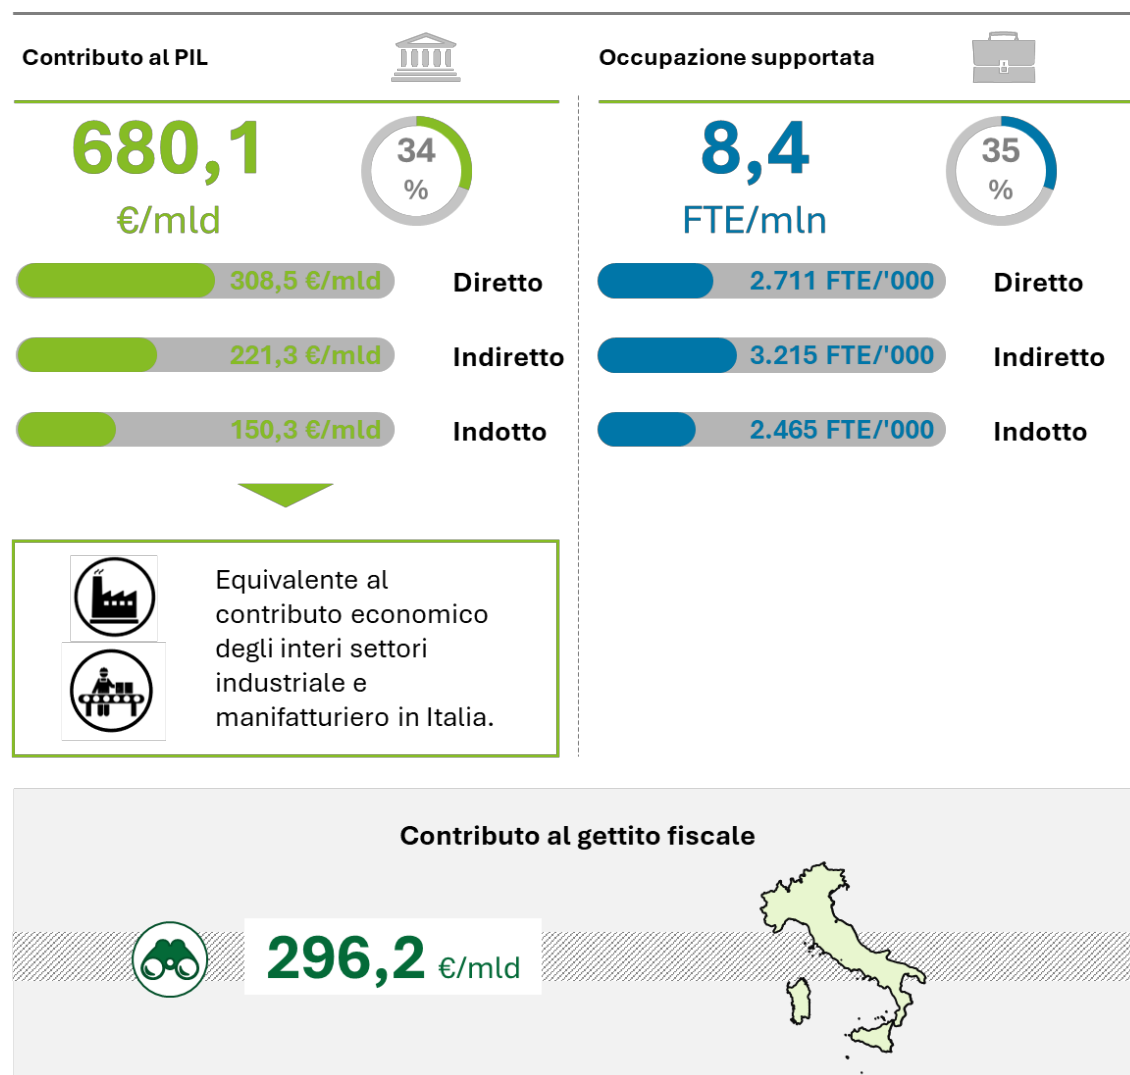 Contributo al PIL
680,1
€/mld
34
%
308,5 €/mld
Diretto
221,3 €/mld
Indiretto
150,3 €/mld
Indotto
Equivalente al
contributo economico
degli interi settori
industriale e
manifatturiero in Italia.
Occupazione supportata
8,4
FTE/mln
35
%
2.711 FTE/'000
Diretto
3.215 FTE/'000
Indiretto
2.465 FTE/'000
Indotto
Contributo al gettito fiscale
296,2 €/mld